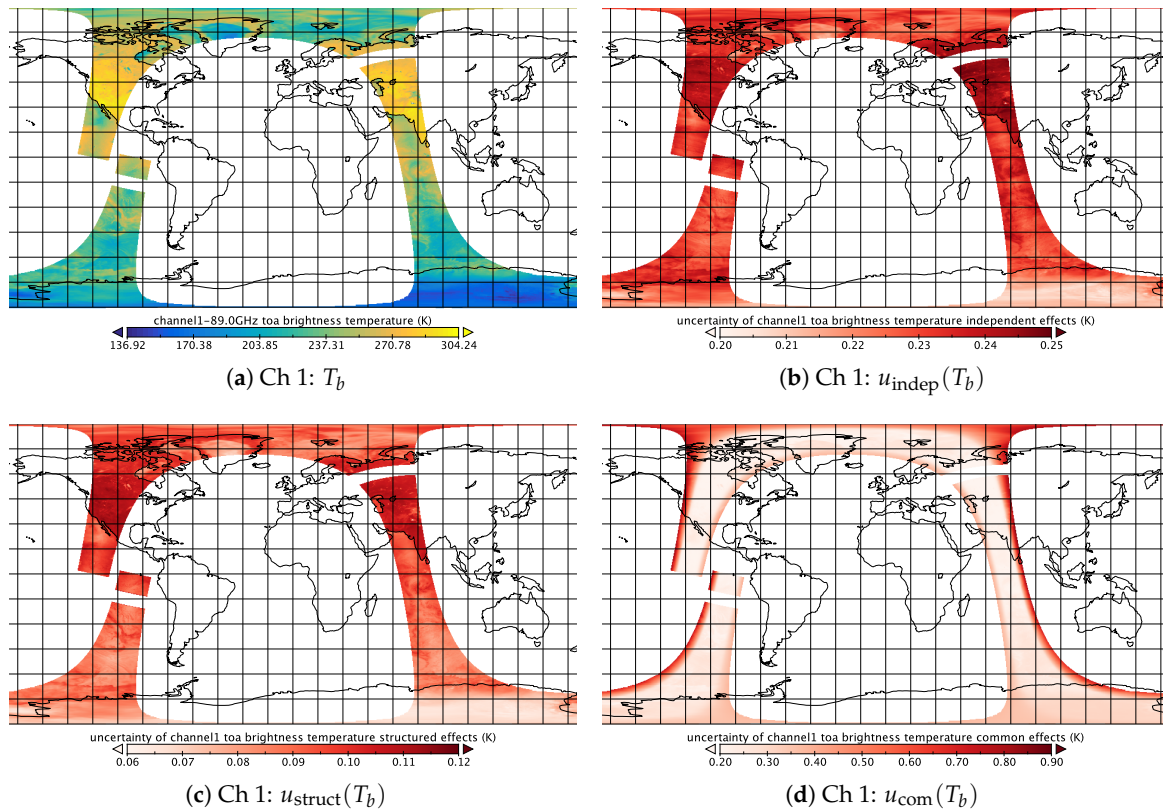 channel1-89.0GHz toa brightness temperature (K)
136.92 170.38 203.85 237.31 270.78 304.24
(a) Ch 1: T_b
uncertainty of channel1 toa brightness temperature independent effects (K)
0.20 0.21 0.22 0.23 0.24 0.25
(b) Ch 1: u_indep(T_b)
uncertainty of channel1 toa brightness temperature structured effects (K)
0.06 0.07 0.08 0.09 0.10 0.11 0.12
(c) Ch 1: u_struct(T_b)
uncertainty of channel1 toa brightness temperature common effects (K)
0.20 0.30 0.40 0.50 0.60 0.70 0.80 0.90
(d) Ch 1: u_com(T_b)